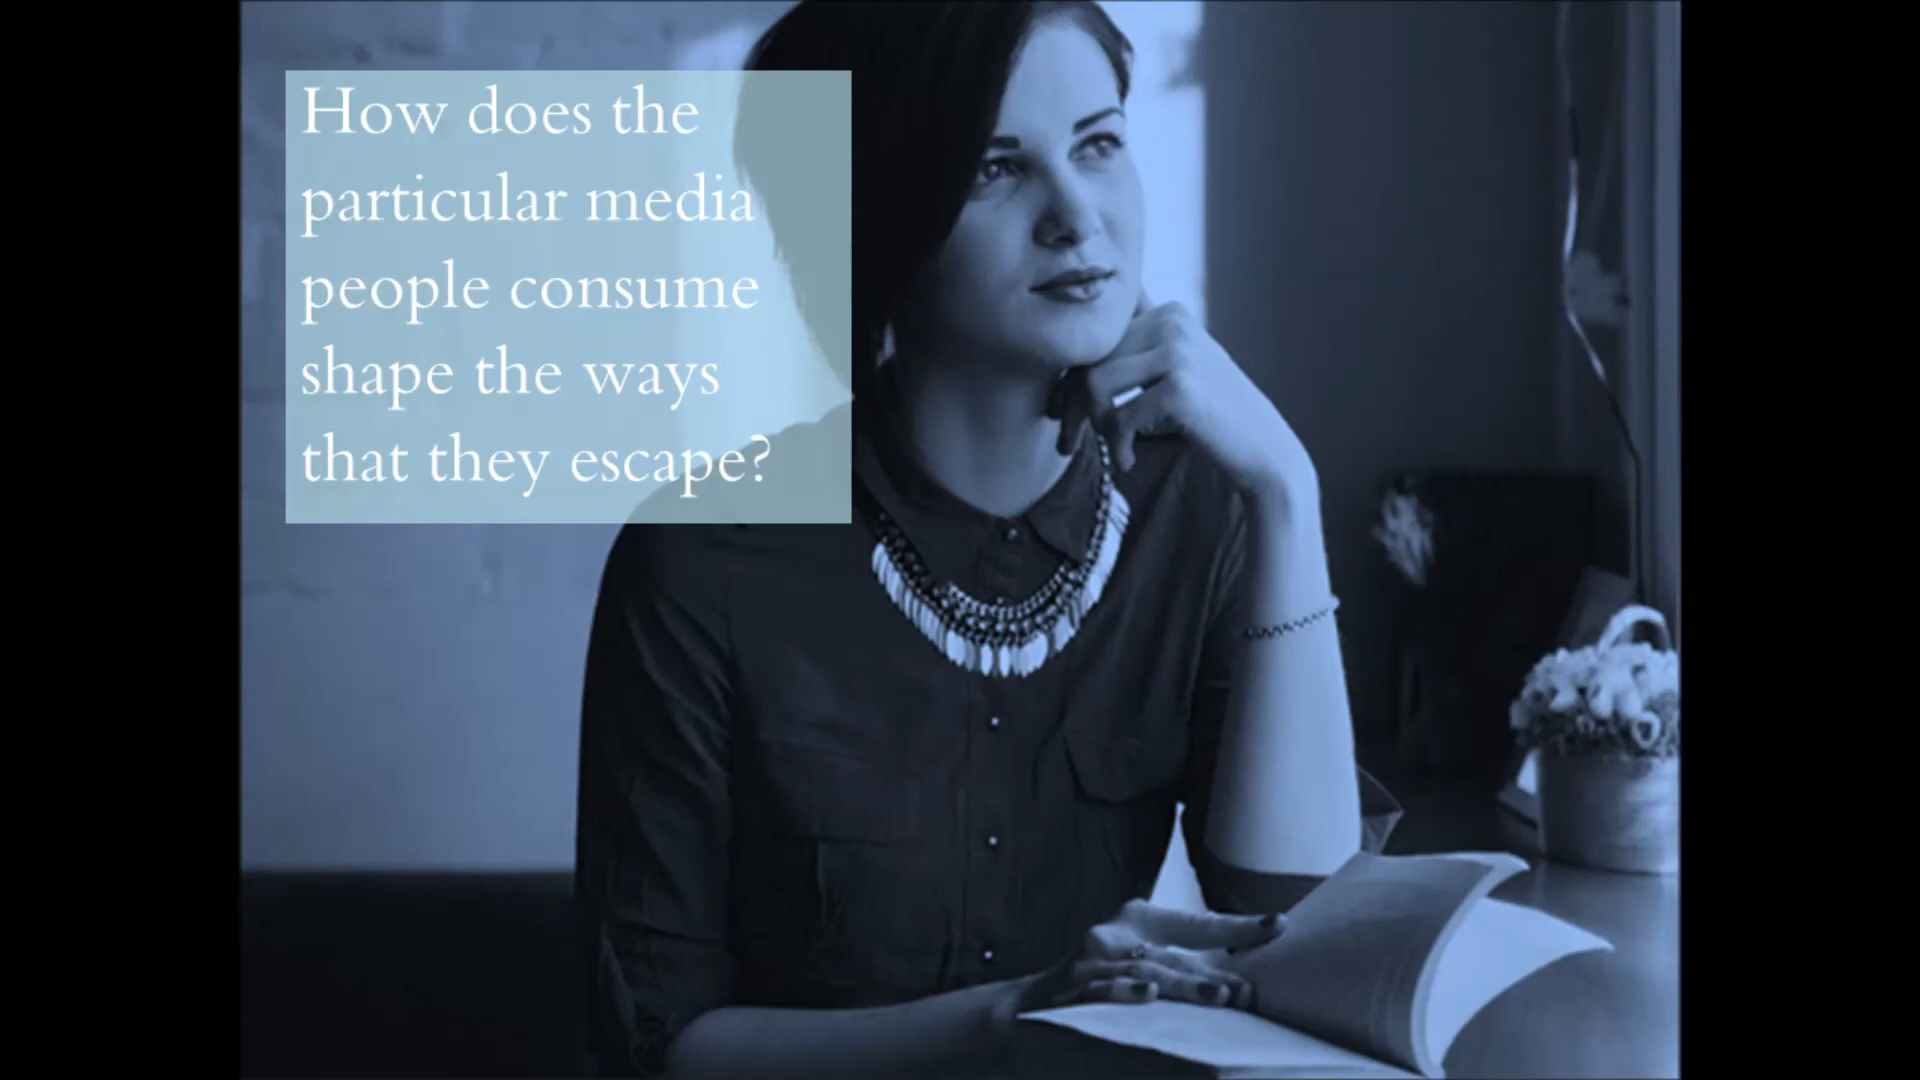 How does the
particular media
people consume
shape the ways
that they escape?